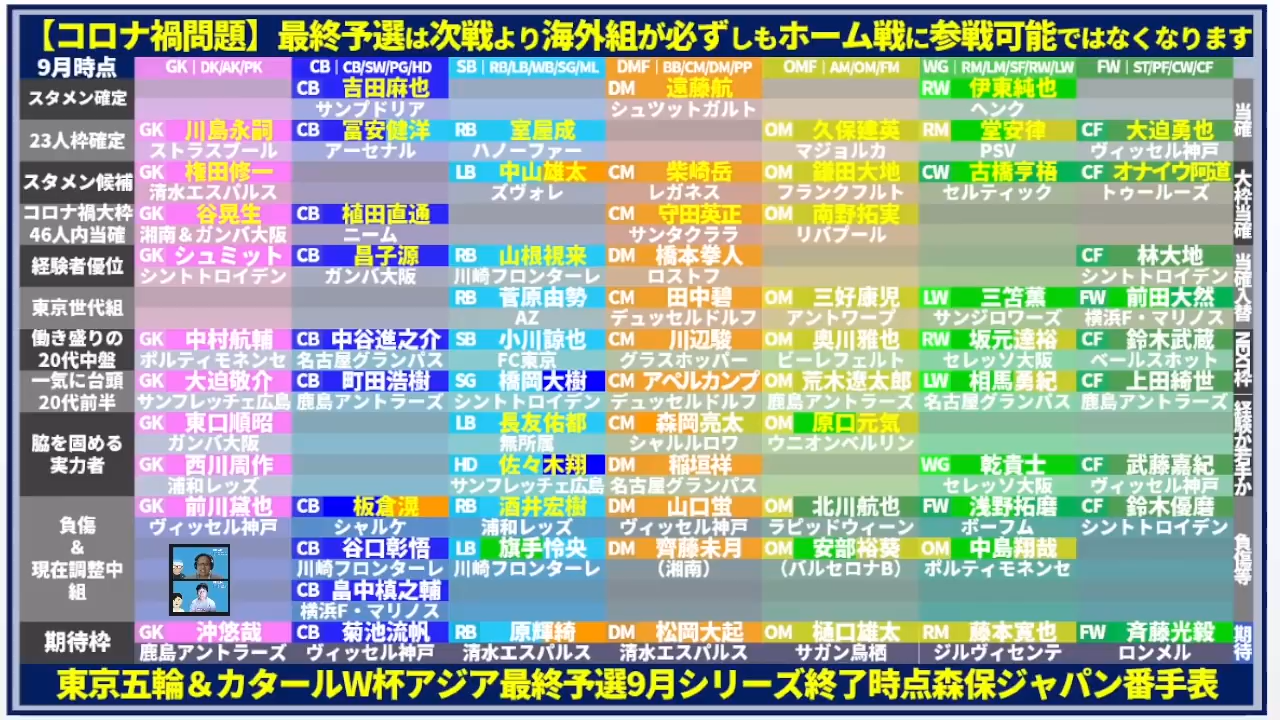 【コロナ禍問題】最終予選は次戦より海外組が必ずしもホーム戦に参戦可能ではなくなります
9月時点 GK｜DK/AK/PK CB｜CB/SW/PG/HD SB｜RB/LB/WB/SG/ML DMF｜BB/CM/DM/PP OMF｜AM/OM/FM WG｜RM/LM/SF/RW/LW FW｜ST/PF/CW/CF
スタメン確定 CB 吉田麻也 DM 遠藤航 RW 伊東純也
サンプドリア シュツットガルト ヘンク
当確
23人枠確定 GK 川島永嗣 CB 冨安健洋 RB 室屋成 OM 久保建英 RM 堂安律 CF 大迫勇也
ストラスブール アーセナル ハノーファー マジョルカ PSV ヴィッセル神戸
スタメン候補 GK 権田修一 LB 中山雄太 CM 柴崎岳 OM 鎌田大地 CW 古橋亨梧 CF オナイウ阿道
清水エスパルス ズヴォレ レガネス フランクフルト セルティック トゥールーズ
大枠当確
コロナ禍大枠 GK 谷晃生 CB 植田直通 CM 守田英正 OM 南野拓実
46人内当確 湘南＆ガンバ大阪 ニーム サンタクララ リバプール
経験者優位 GK シュミット CB 昌子源 RB 山根視来 DM 橋本拳人 CF 林大地
シントトロイデン ガンバ大阪 川崎フロンターレ ロストフ シントトロイデン
当確入替
東京世代組 RB 菅原由勢 CM 田中碧 OM 三好康児 LW 三笘薫 FW 前田大然
AZ デュッセルドルフ アントワープ サンジロワーズ 横浜F・マリノス
働き盛りの GK 中村航輔 CB 中谷進之介 SB 小川諒也 CM 川辺駿 OM 奥川雅也 RW 坂元達裕 CF 鈴木武蔵
20代中盤 ポルティモネンセ 名古屋グランパス FC東京 グラスホッパー ビーレフェルト セレッソ大阪 ベールスホット
NEXT枠
一気に台頭 GK 大迫敬介 CB 町田浩樹 SG 橋岡大樹 CM アペルカンプ OM 荒木遼太郎 LW 相馬勇紀 CF 上田綺世
20代前半 サンフレッチェ広島 鹿島アントラーズ シントトロイデン デュッセルドルフ 鹿島アントラーズ 名古屋グランパス 鹿島アントラーズ
脇を固める
実力者 GK 東口順昭 LB 長友佑都 CM 森岡亮太 OM 原口元気
ガンバ大阪 無所属 シャルルロワ ウニオンベルリン
経験か若手か
GK 西川周作 HD 佐々木翔 DM 稲垣祥 WG 乾貴士 CF 武藤嘉紀
浦和レッズ サンフレッチェ広島 名古屋グランパス セレッソ大阪 ヴィッセル神戸
負傷
＆
現在調整中
組 GK 前川黛也 CB 板倉滉 RB 酒井宏樹 DM 山口蛍 OM 北川航也 FW 浅野拓磨 CF 鈴木優磨
ヴィッセル神戸 シャルケ 浦和レッズ ヴィッセル神戸 ラピッドウィーン ボーフム シントトロイデン
負傷等
CB 谷口彰悟 LB 旗手怜央 DM 齊藤未月 OM 安部裕葵 OM 中島翔哉
川崎フロンターレ 川崎フロンターレ （湘南） （バルセロナB） ポルティモネンセ
CB 畠中槙之輔
横浜F・マリノス
期待枠 GK 沖悠哉 CB 菊池流帆 RB 原輝綺 DM 松岡大起 OM 樋口雄太 RM 藤本寛也 FW 斉藤光毅
鹿島アントラーズ ヴィッセル神戸 清水エスパルス 清水エスパルス サガン鳥栖 ジルヴィセンテ ロンメル
期待
東京五輪＆カタールW杯アジア最終予選9月シリーズ終了時点森保ジャパン番手表